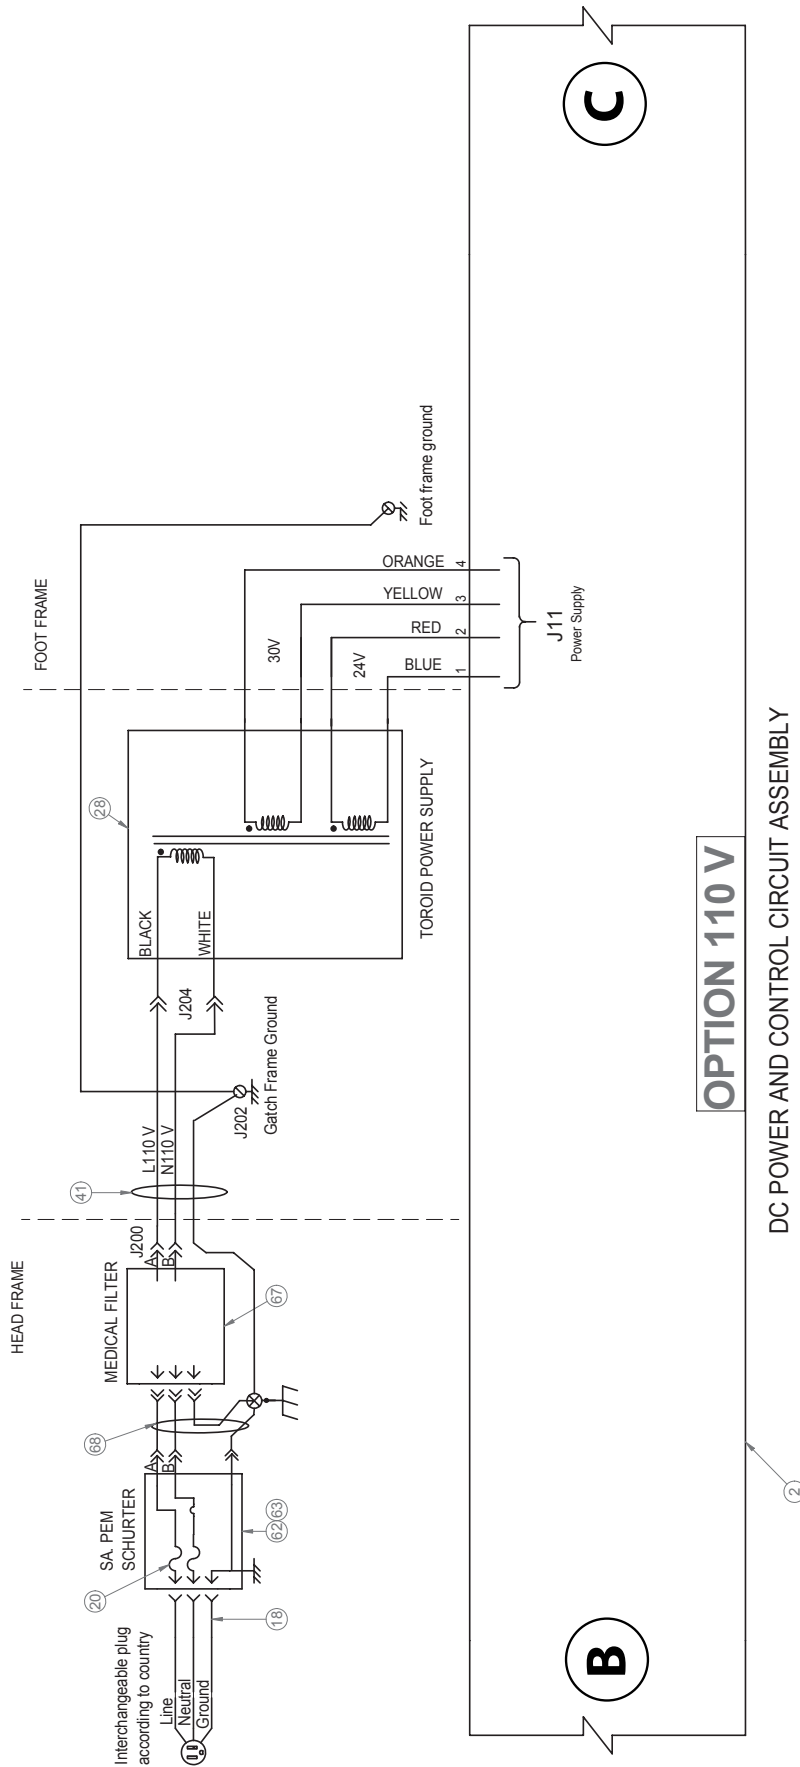 HEAD FRAME
FOOT FRAME
Interchangeable plug
according to country
Line
Neutral
Ground
18
20
SA. PEM
SCHURTER
62
63
A
B
68
MEDICAL FILTER
67
A
B
J200
41
L110 V
N110 V
J202
Gatch Frame Ground
J204
BLACK
WHITE
28
TOROID POWER SUPPLY
30V
24V
ORANGE
YELLOW
RED
BLUE
4
3
2
1
J11
Power Supply
Foot frame ground
B
C
OPTION 110 V
2
DC POWER AND CONTROL CIRCUIT ASSEMBLY